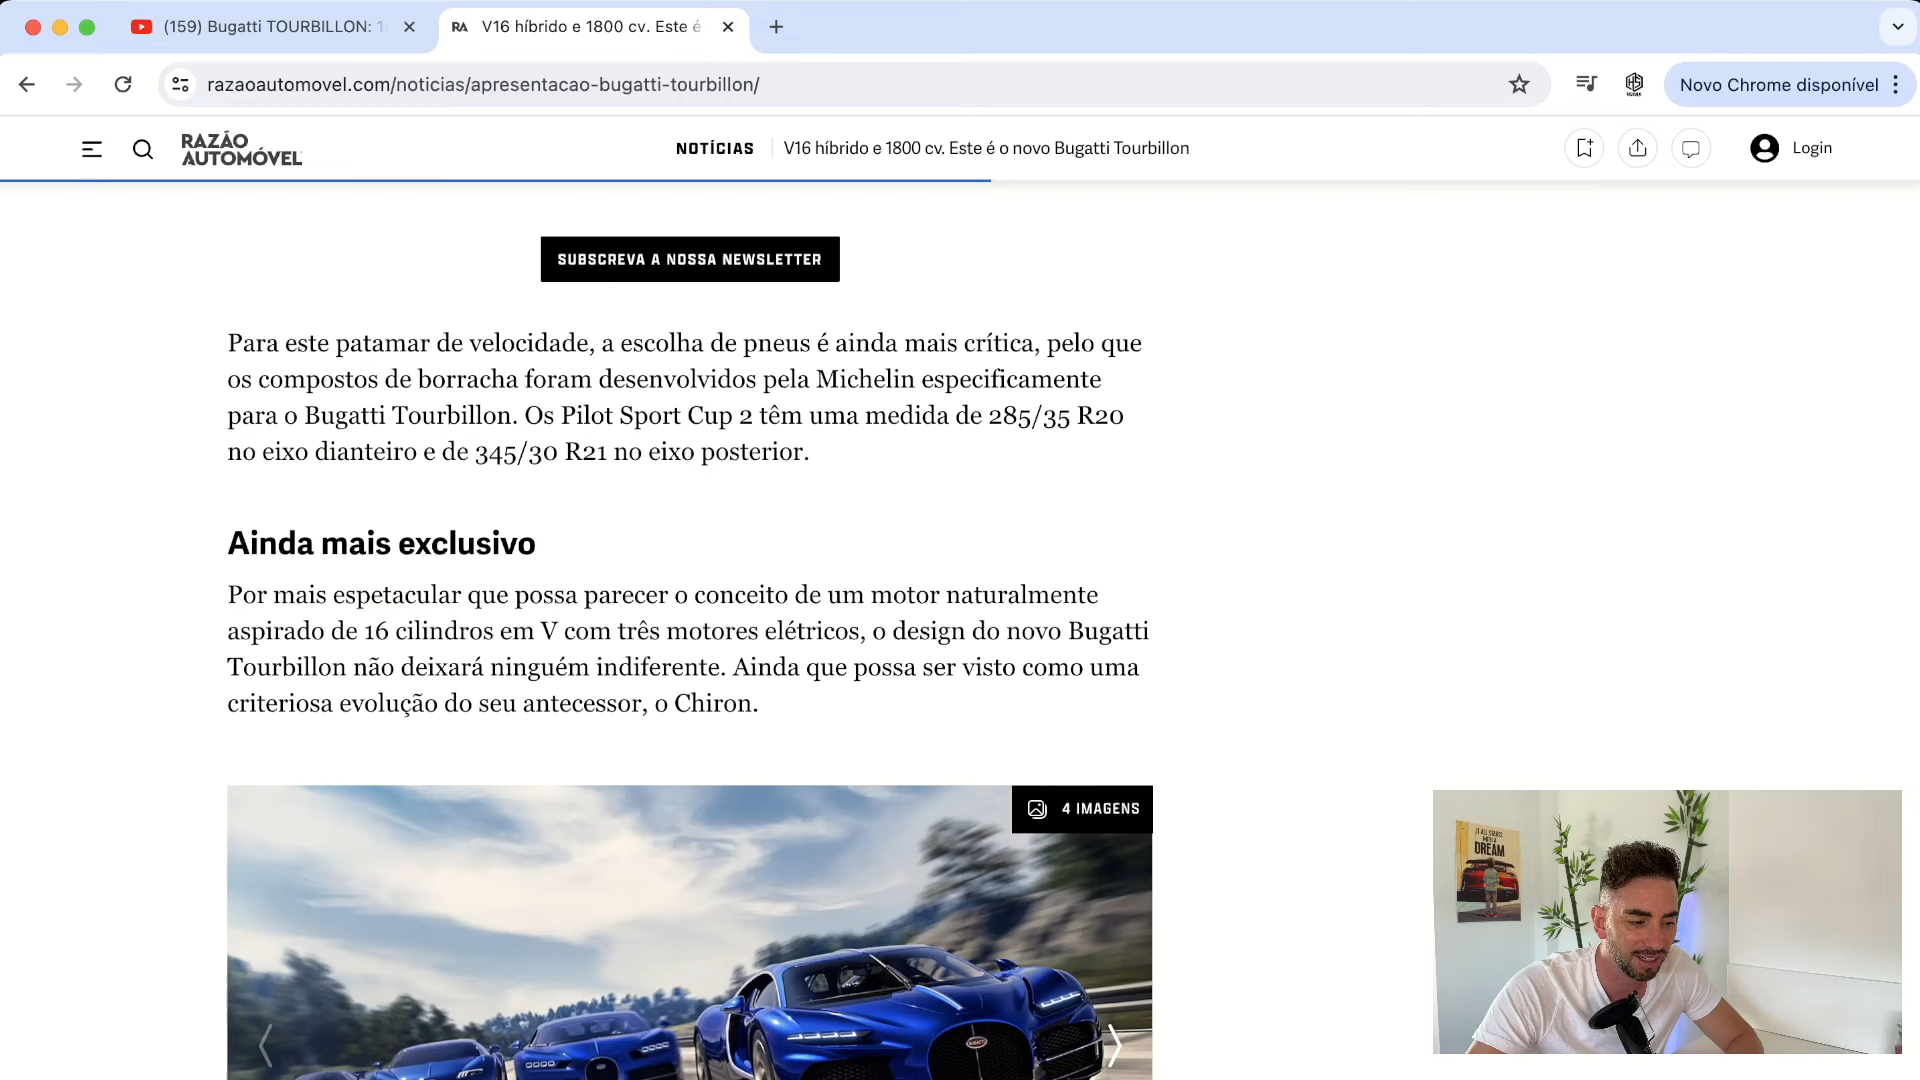 (159) Bugatti TOURBILLON: 1
V16 híbrido e 1800 cv. Este é
razaoautomovel.com/noticias/apresentacao-bugatti-tourbillon/
Novo Chrome disponível
RAZÃO
AUTOMÓVEL
NOTÍCIAS
V16 híbrido e 1800 cv. Este é o novo Bugatti Tourbillon
Login
SUBSCREVA A NOSSA NEWSLETTER
Para este patamar de velocidade, a escolha de pneus é ainda mais crítica, pelo que
os compostos de borracha foram desenvolvidos pela Michelin especificamente
para o Bugatti Tourbillon. Os Pilot Sport Cup 2 têm uma medida de 285/35 R20
no eixo dianteiro e de 345/30 R21 no eixo posterior.
Ainda mais exclusivo
Por mais espetacular que possa parecer o conceito de um motor naturalmente
aspirado de 16 cilindros em V com três motores elétricos, o design do novo Bugatti
Tourbillon não deixará ninguém indiferente. Ainda que possa ser visto como uma
criteriosa evolução do seu antecessor, o Chiron.
4 IMAGENS
BUGATTI
IT ALL STARTS
WITH A
DREAM